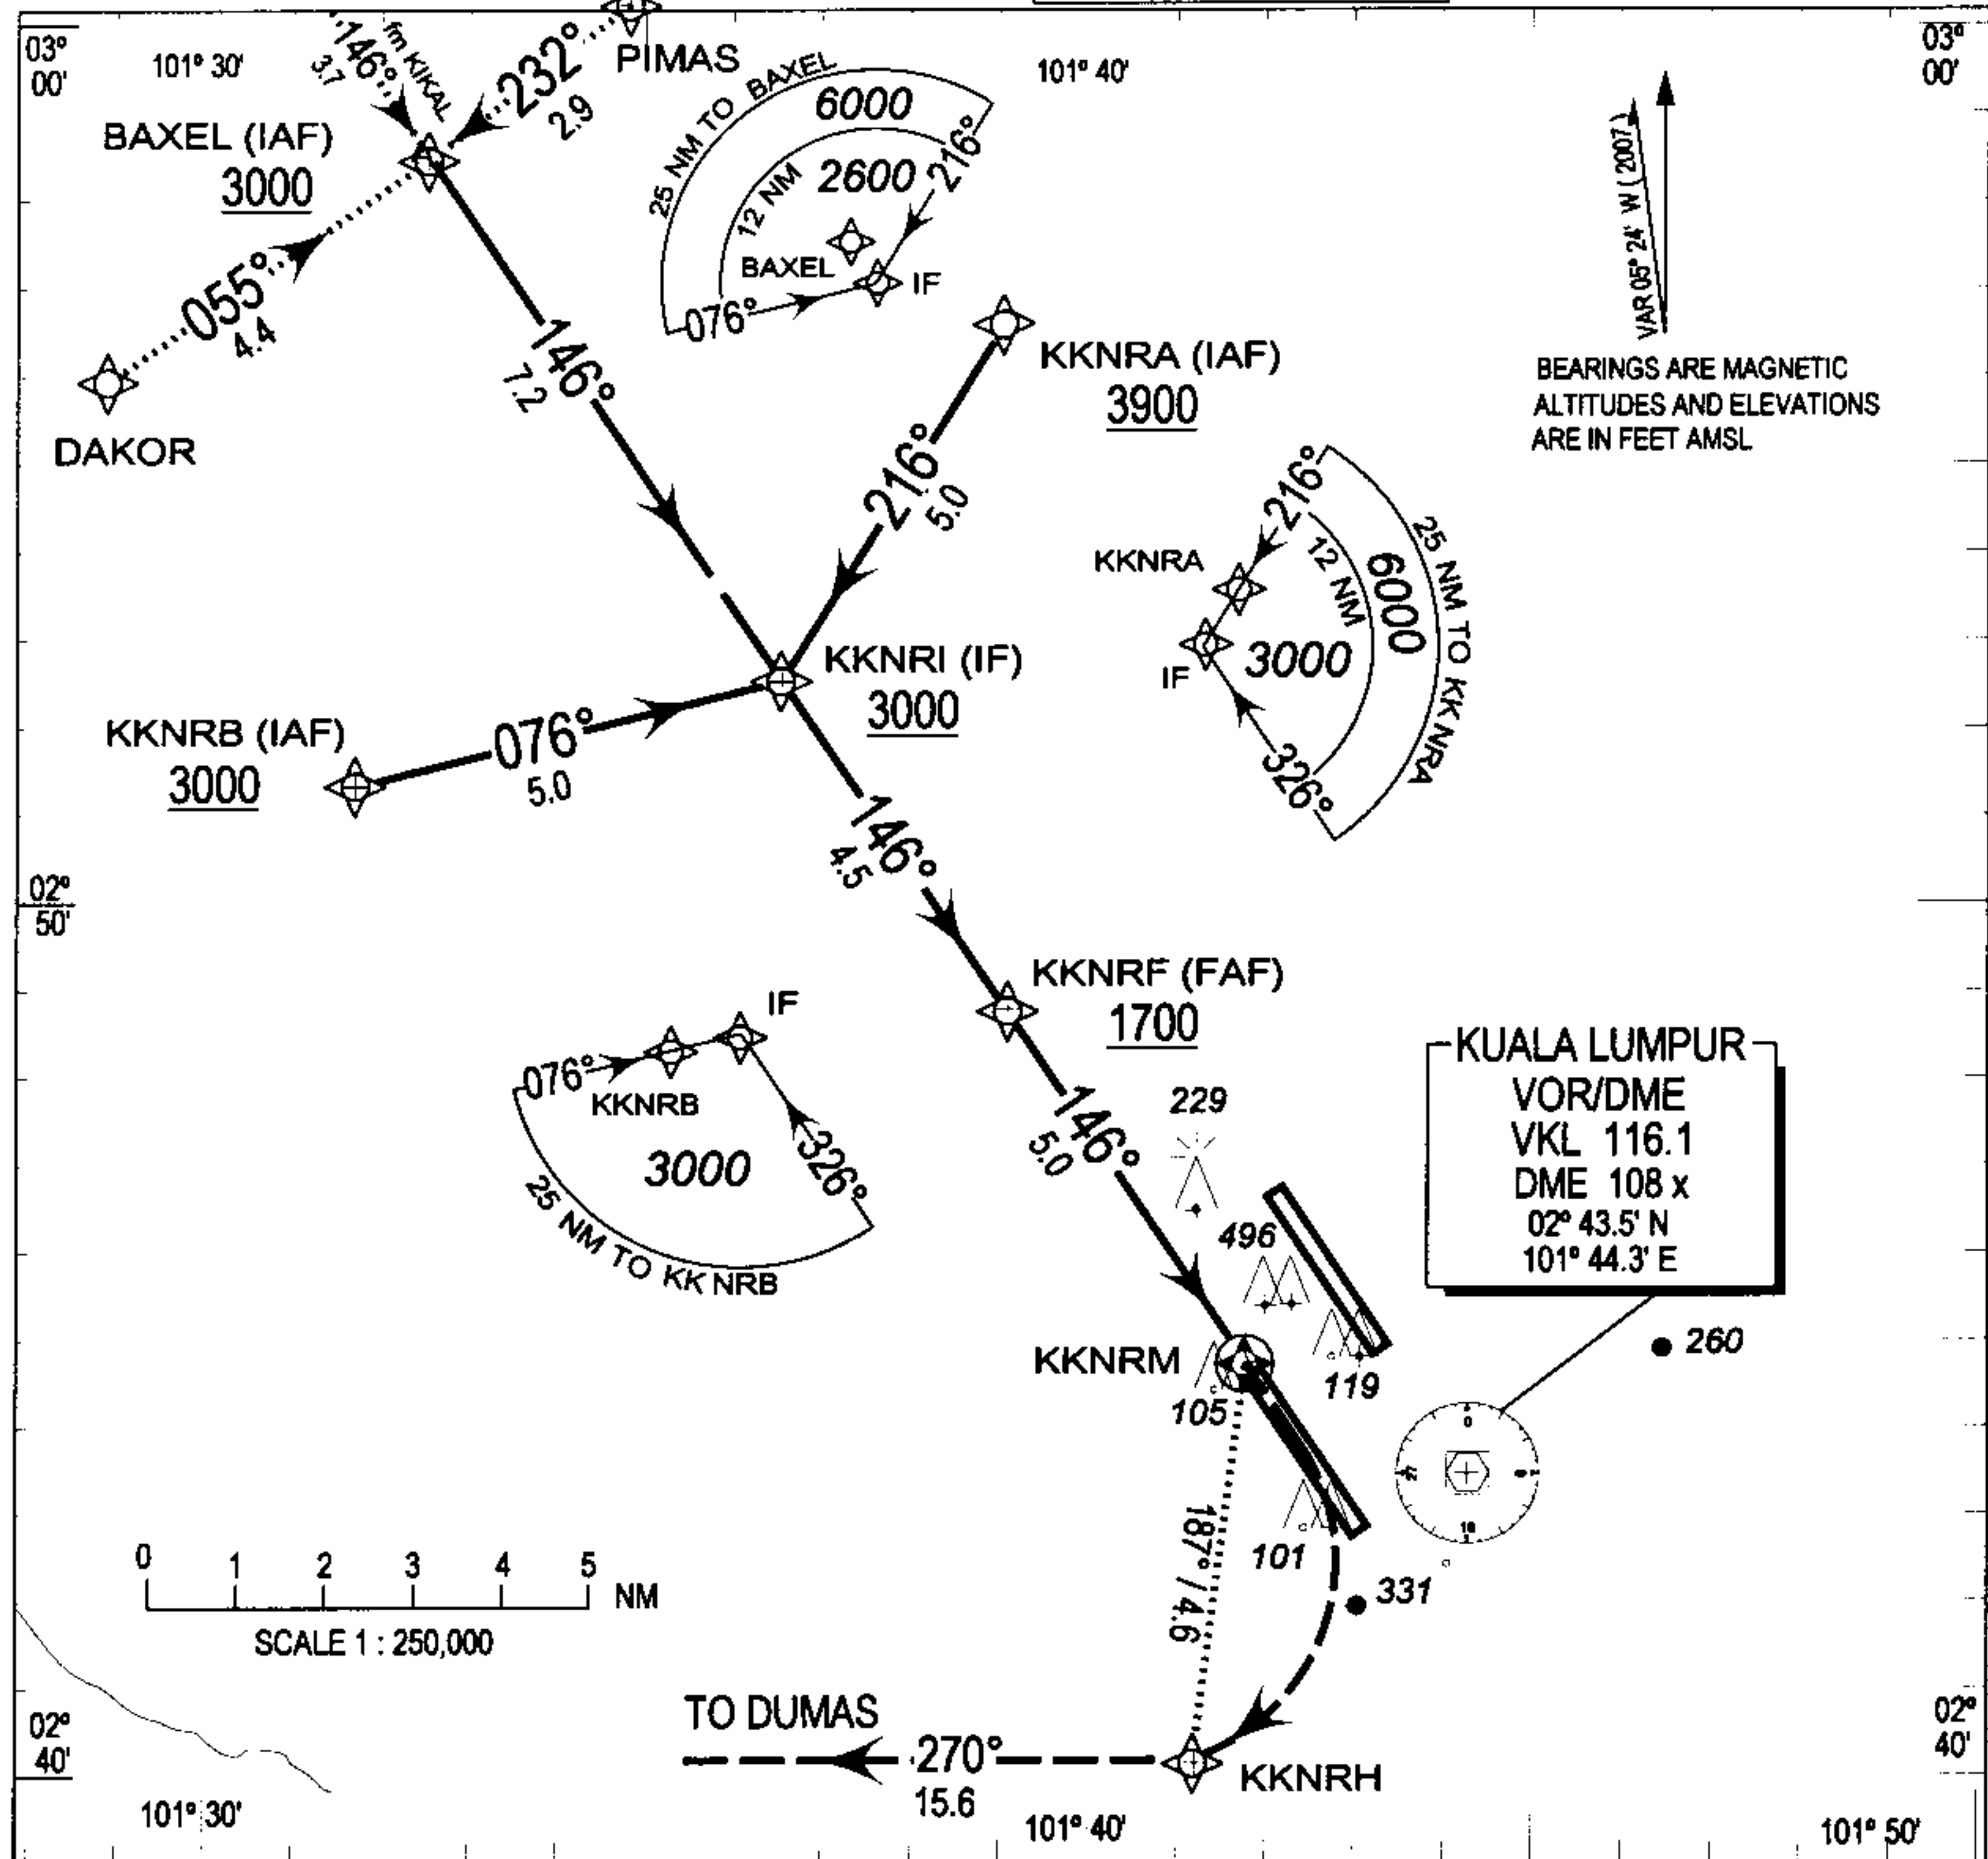 03°
00'
101° 30'
146°
3.7
fm KIKAL
232°
2.9
PIMAS
101° 40'
03°
00'
BAXEL (IAF)
3000
25 NM TO BAXEL
6000
12 NM
2600
216°
BAXEL
IF
076°
VAR 05° 24' W (2007)
BEARINGS ARE MAGNETIC
ALTITUDES AND ELEVATIONS
ARE IN FEET AMSL
055°
4.4
DAKOR
146°
7.2
KKNRA (IAF)
3900
216°
5.0
216°
12 NM
25 NM TO KKNRA
6000
KKNRA
IF
3000
326°
KKNRI (IF)
3000
KKNRB (IAF)
3000
076°
5.0
146°
4.5
02°
50'
KKNRF (FAF)
1700
IF
076°
KKNRB
3000
326°
25 NM TO KKNRB
146°
5.0
229
496
KUALA LUMPUR
VOR/DME
VKL 116.1
DME 108 x
02° 43.5' N
101° 44.3' E
260
KKNRM
105
119
187° / 4.6
101
331
0 1 2 3 4 5 NM
SCALE 1 : 250,000
TO DUMAS
270°
15.6
KKNRH
02°
40'
02°
40'
101° 30'
101° 40'
101° 50'